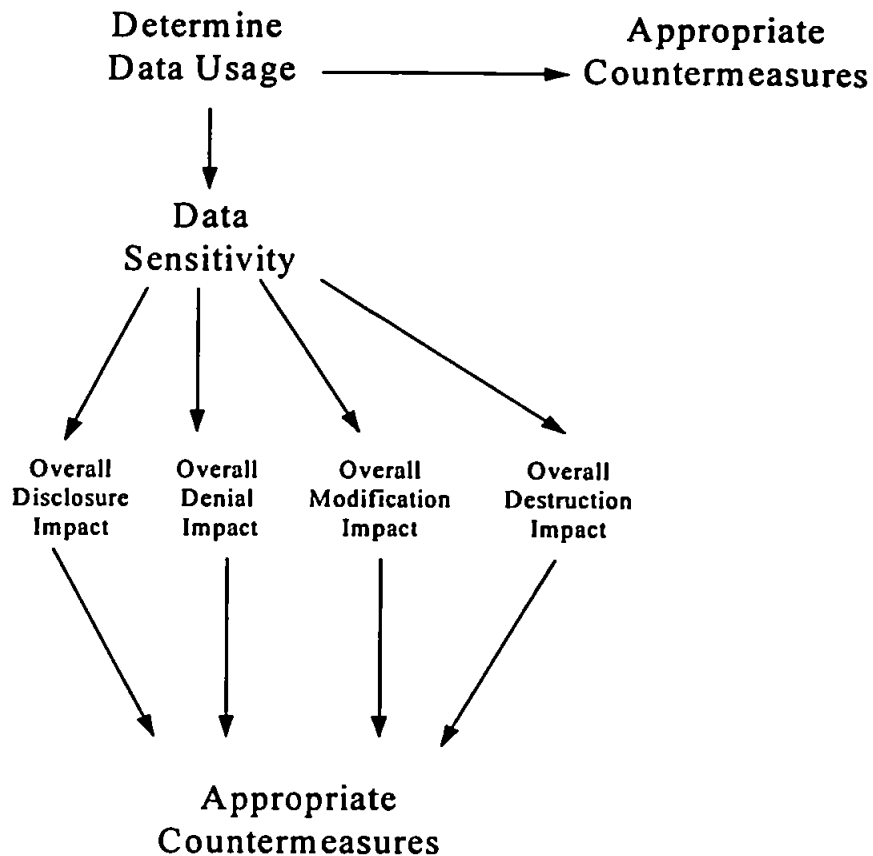 Determine
Data Usage
Appropriate
Countermeasures
Data
Sensitivity
Overall
Disclosure
Impact
Overall
Denial
Impact
Overall
Modification
Impact
Overall
Destruction
Impact
Appropriate
Countermeasures